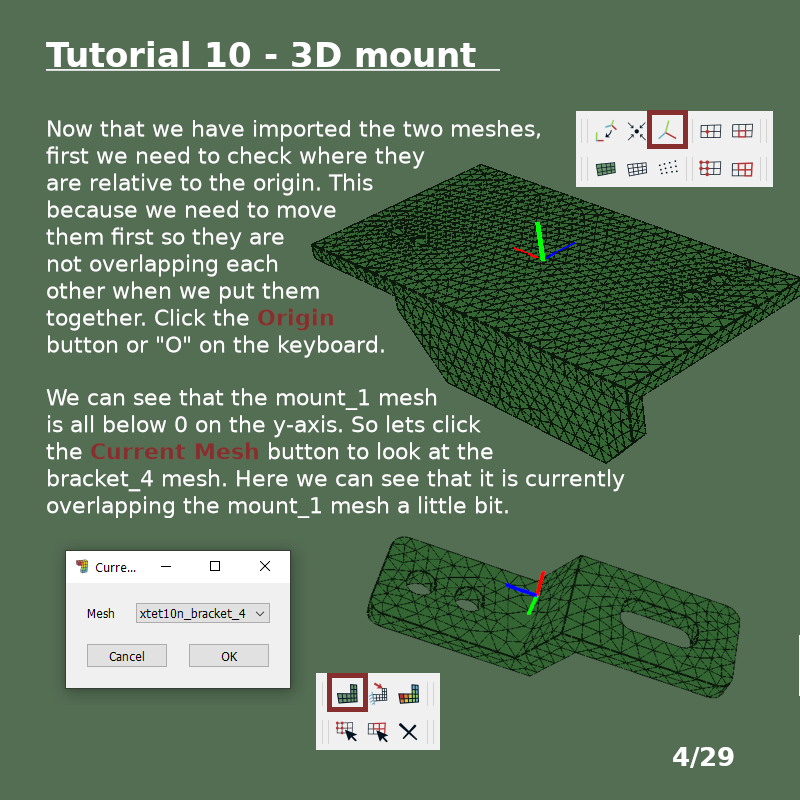 Tutorial 10 - 3D mount
Now that we have imported the two meshes,
first we need to check where they
are relative to the origin. This
because we need to move
them first so they are
not overlapping each
other when we put them
together. Click the Origin
button or "O" on the keyboard.
We can see that the mount_1 mesh
is all below 0 on the y-axis. So lets click
the Current Mesh button to look at the
bracket_4 mesh. Here we can see that it is currently
overlapping the mount_1 mesh a little bit.
Curre...
Mesh
xtet10n_bracket_4
Cancel
OK
4/29